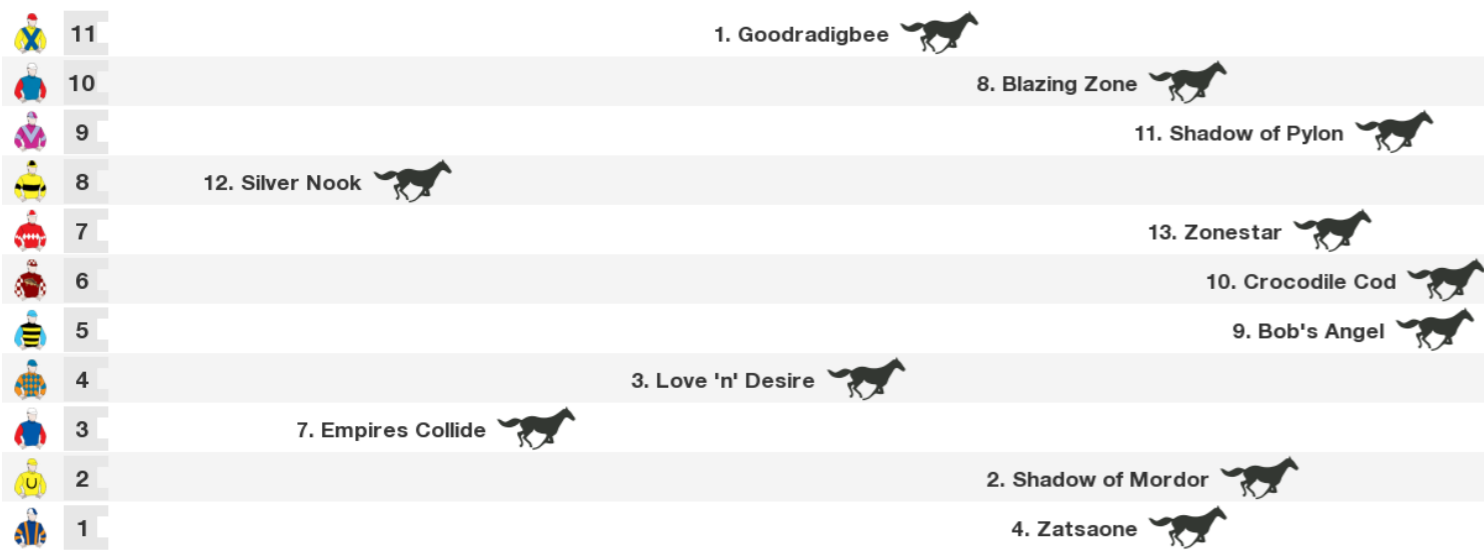 11 1. Goodradigbee
10 8. Blazing Zone
9 11. Shadow of Pylon
8 12. Silver Nook
7 13. Zonestar
6 10. Crocodile Cod
5 9. Bob's Angel
4 3. Love 'n' Desire
3 7. Empires Collide
2 2. Shadow of Mordor
1 4. Zatsaone